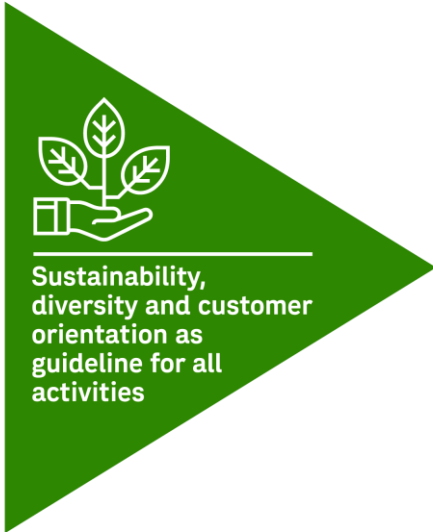 Sustainability,
diversity and customer
orientation as
guideline for all
activities